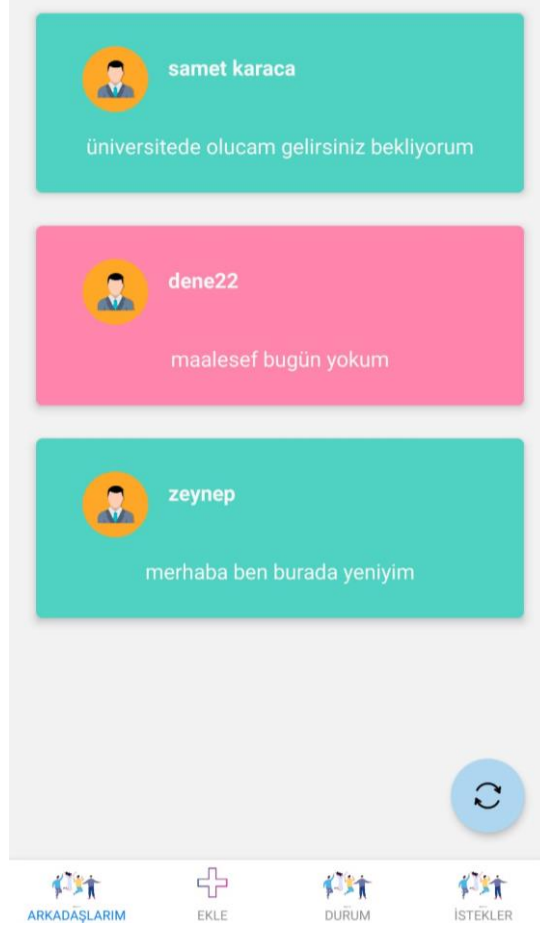 samet karaca
üniversitede olucam gelirsiniz bekliyorum
dene22
maalesef bugün yokum
zeynep
merhaba ben burada yeniyim
ARKADAŞLARIM
EKLE
DURUM
İSTEKLER